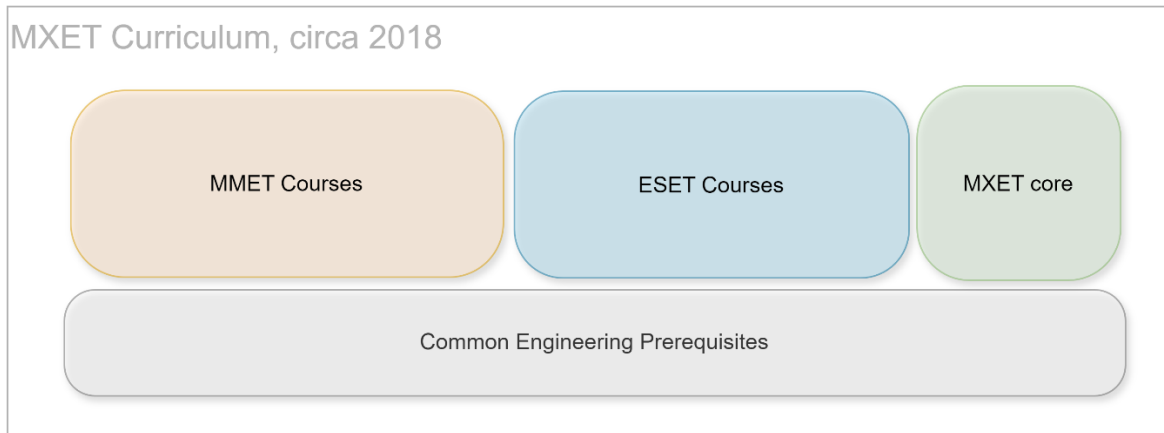 MXET Curriculum, circa 2018
MMET Courses
ESET Courses
MXET core
Common Engineering Prerequisites